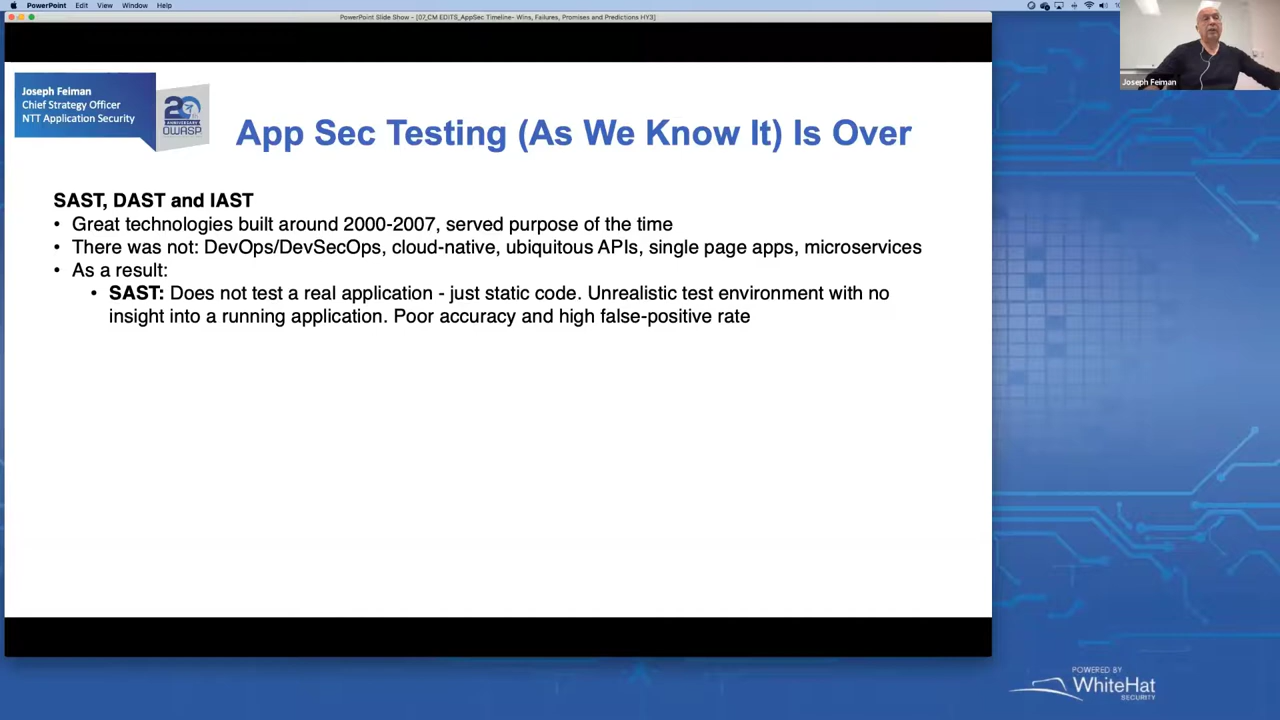 PowerPoint Edit View Window Help
PowerPoint Slide Show - [07_CM EDITS_AppSec Timeline- Wins, Failures, Promises and Predictions HY3]
Joseph Feiman
Joseph Feiman
Chief Strategy Officer
NTT Application Security
20
ANNIVERSARY
OWASP
App Sec Testing (As We Know It) Is Over
SAST, DAST and IAST
• Great technologies built around 2000-2007, served purpose of the time
• There was not: DevOps/DevSecOps, cloud-native, ubiquitous APIs, single page apps, microservices
• As a result:
• SAST: Does not test a real application - just static code. Unrealistic test environment with no
insight into a running application. Poor accuracy and high false-positive rate
POWERED BY
WhiteHat
SECURITY